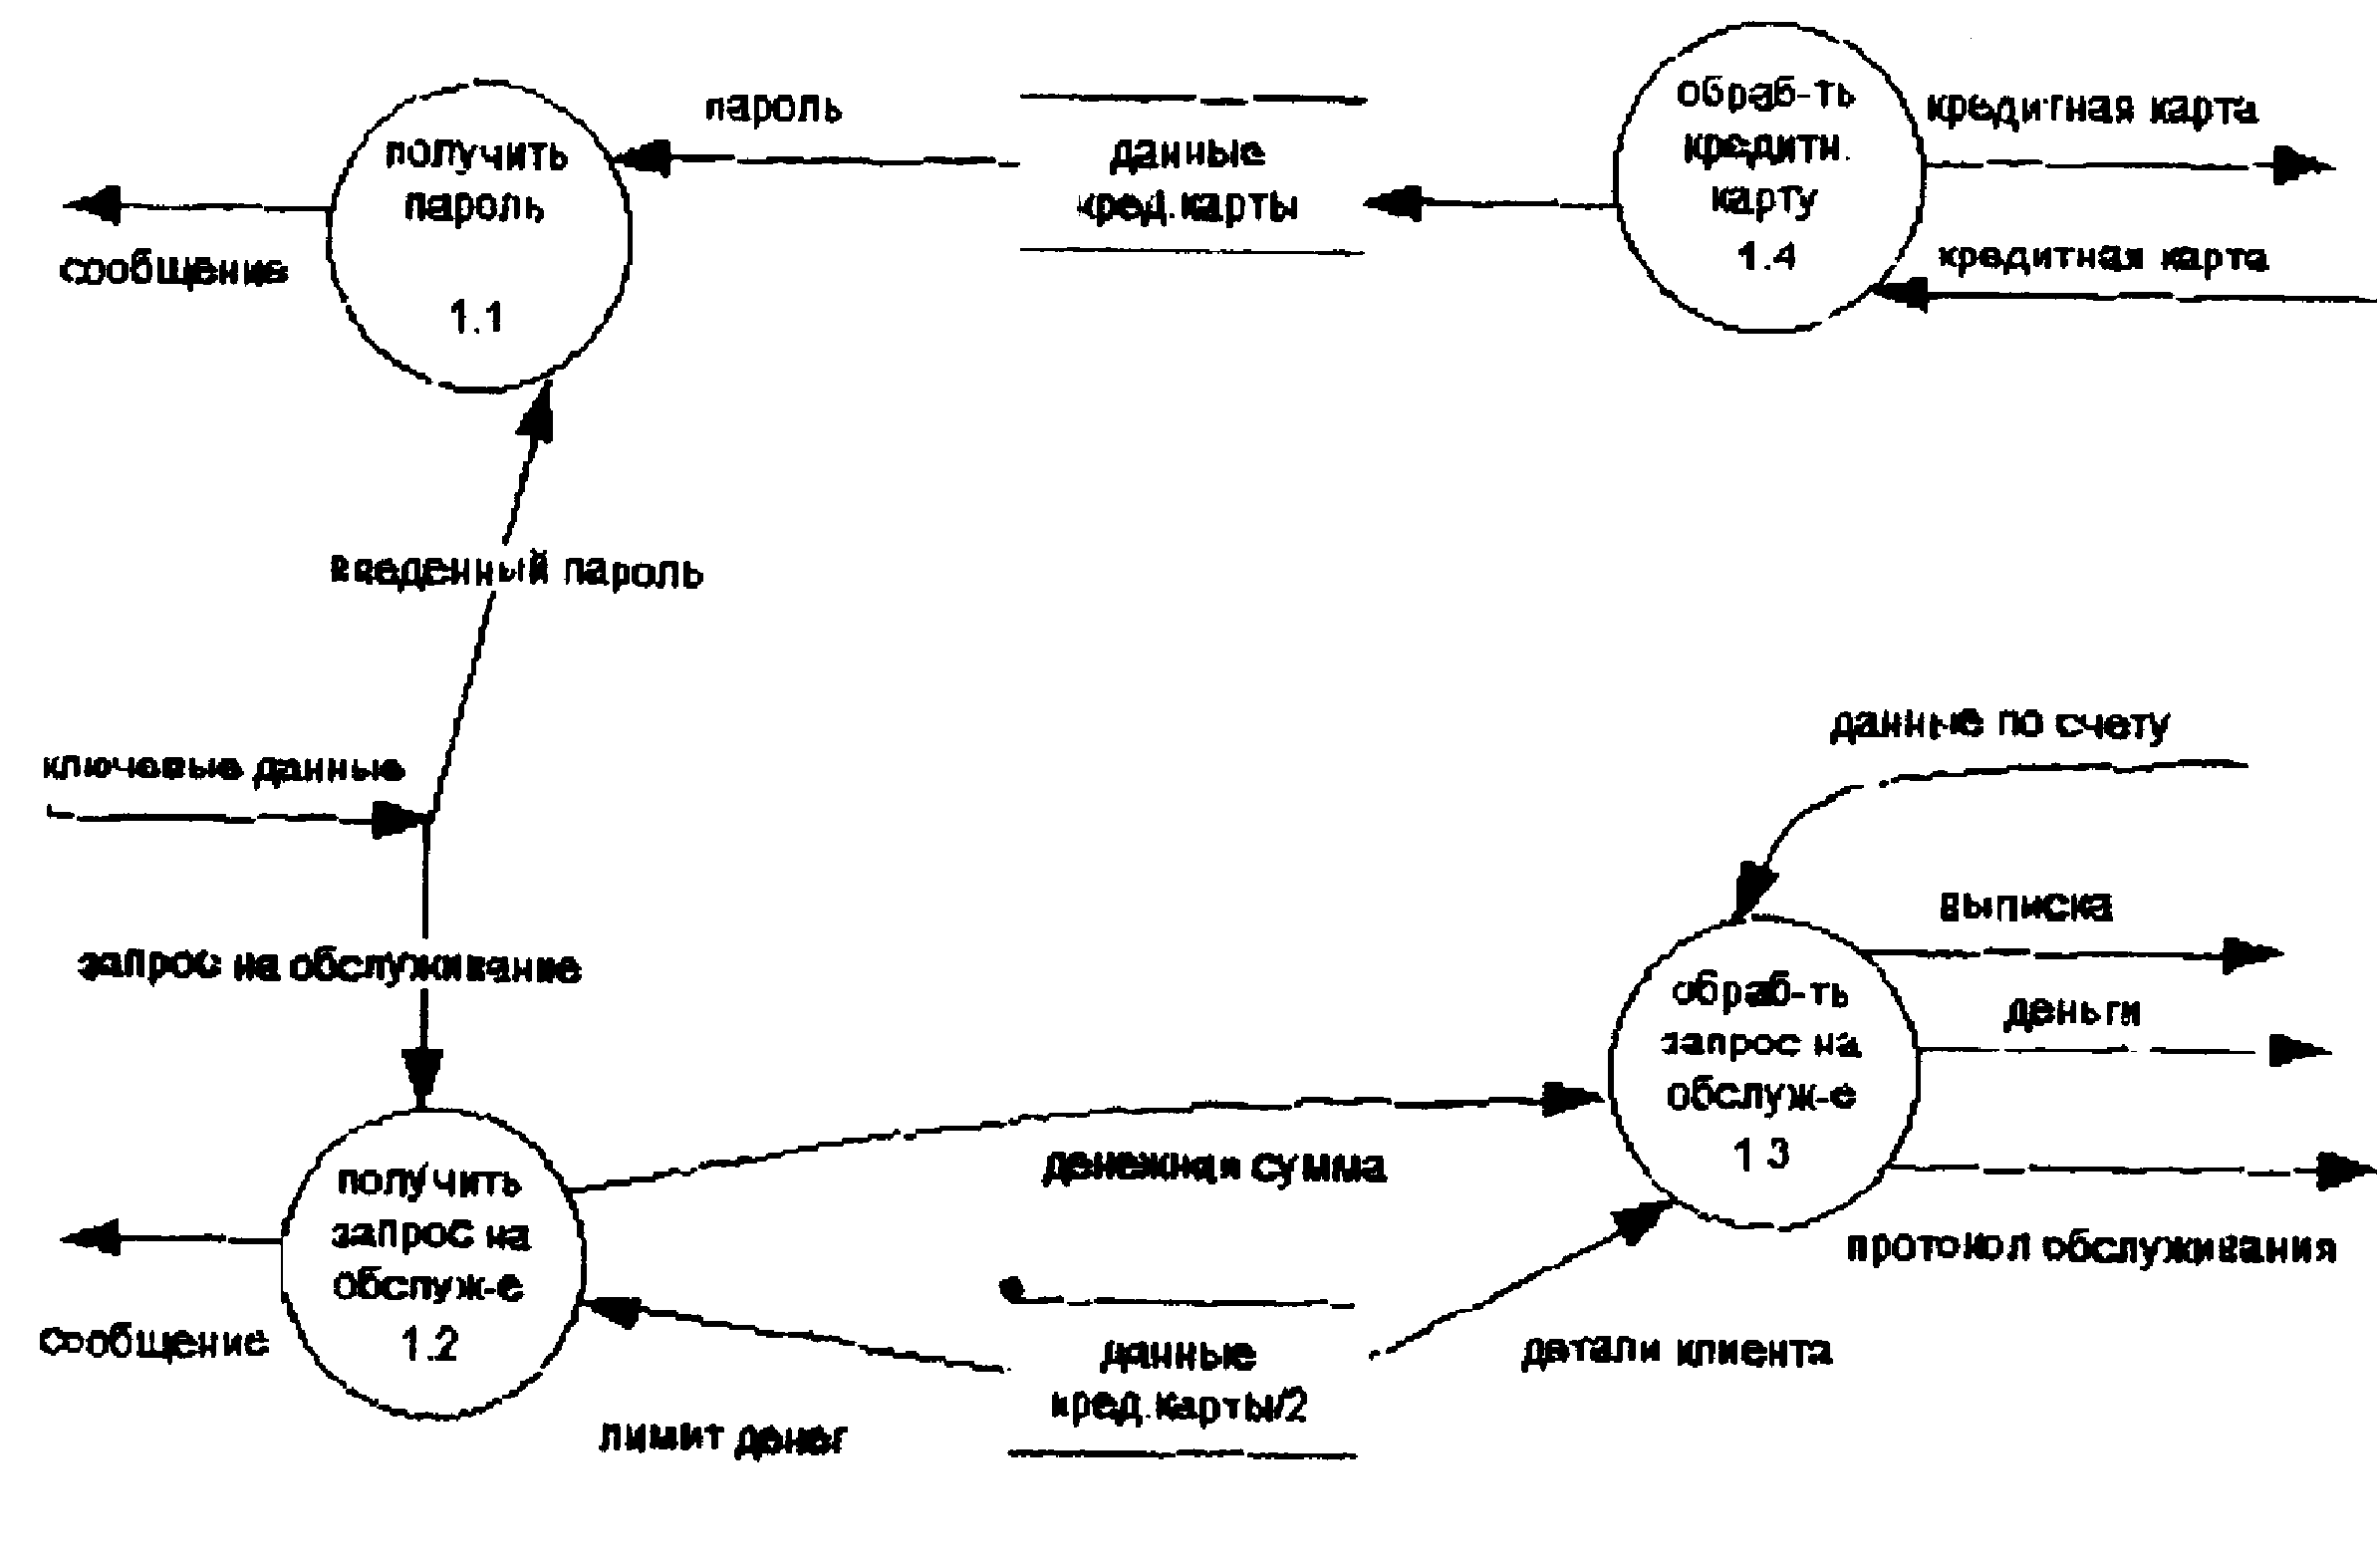 обраб-ть
кредитн.
карту
1.4
кредитная карта
кредитная карта
пароль
получить
пароль
1.1
данные
кред.карты
сообщение
введенный пароль
ключевые данные
данные по счету
выписка
деньги
запрос на обслуживание
обраб-ть
запрос на
обслуж-е
1.3
денежная сумма
получить
запрос на
обслуж-е
1.2
протокол обслуживания
сообщение
данные
кред.карты/2
детали клиента
лимит денег